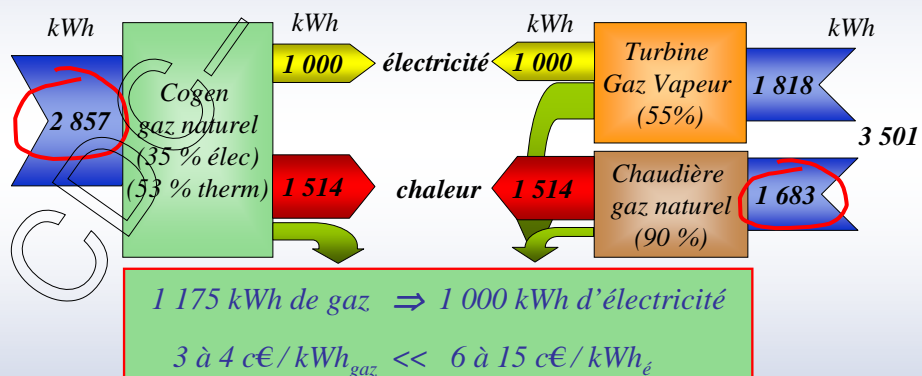 kWh
kWh
kWh
2 857
Cogen
gaz naturel
(35 % élec)
(53 % therm)
1 000
électricité
1 000
Turbine
Gaz Vapeur
(55%)
1 818
3 501
1 514
chaleur
1 514
Chaudière
gaz naturel
(90 %)
1 683
1 175 kWh de gaz ⇒ 1 000 kWh d'électricité
3 à 4 c€ / kWh gaz << 6 à 15 c€ / kWh é